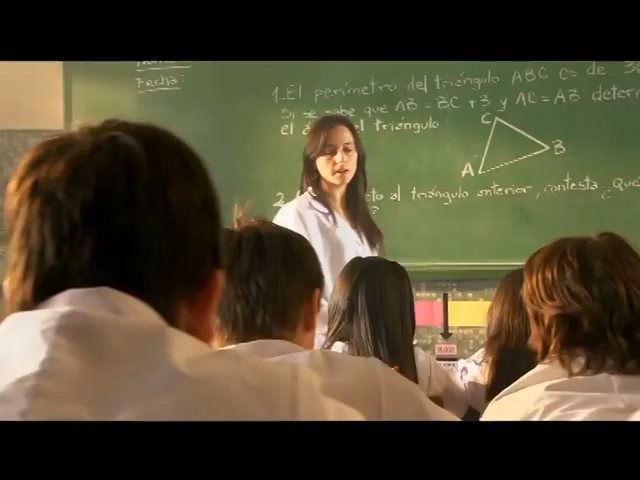 Fecha:
1. El perímetro del triángulo ABC es de 3
Si se sabe que AB = BC + 3 y AC = AB deter
el triángulo
C
B
A
2. to al triángulo anterior, contesta: ¿Qué